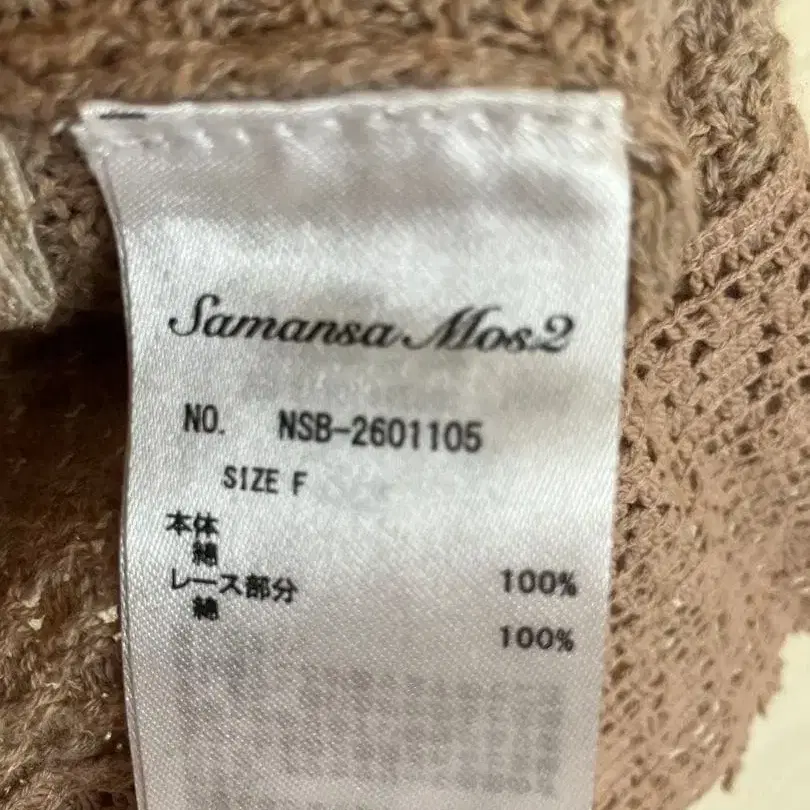 Samansa Mos2
NO. NSB-2601105
SIZE F
本体
綿 100%
レース部分
綿 100%